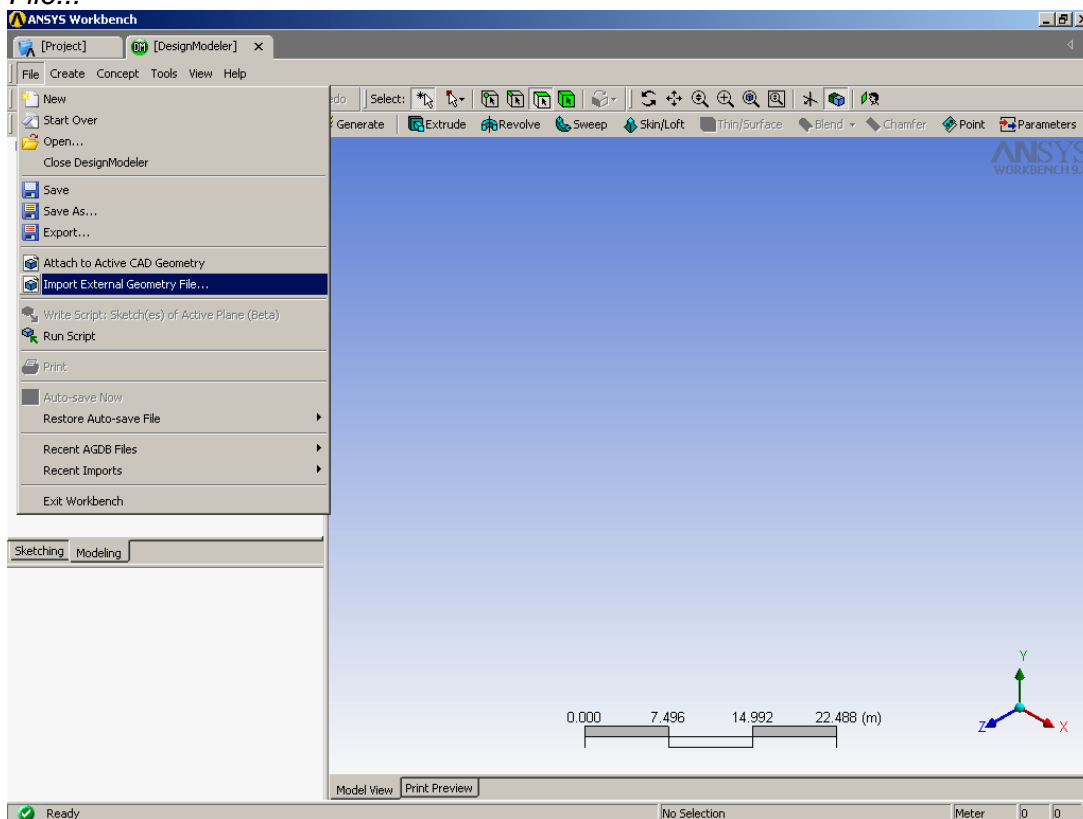 File...
ANSYS Workbench
[Project] [DesignModeler] ×
File Create Concept Tools View Help
New
edo Select:
Start Over
Generate Extrude Revolve Sweep Skin/Loft Thin/Surface Blend Chamfer Point Parameters
Open...
Close DesignModeler
ANSYS
WORKBENCH 9.
Save
Save As...
Export...
Attach to Active CAD Geometry
Import External Geometry File...
Write Script: Sketch(es) of Active Plane (Beta)
Run Script
Print
Auto-save Now
Restore Auto-save File
Recent AGDB Files
Recent Imports
Exit Workbench
Sketching Modeling
Y
0.000 7.496 14.992 22.488 (m)
Z X
Model View Print Preview
Ready No Selection Meter 0 0